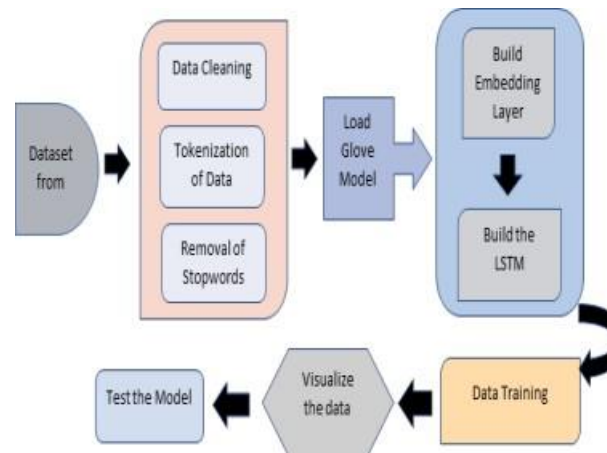 Dataset
from
Data Cleaning
Tokenization
of Data
Removal of
Stopwords
Load
Glove
Model
Build
Embedding
Layer
Build the
LSTM
Data Training
Visualize
the data
Test the Model